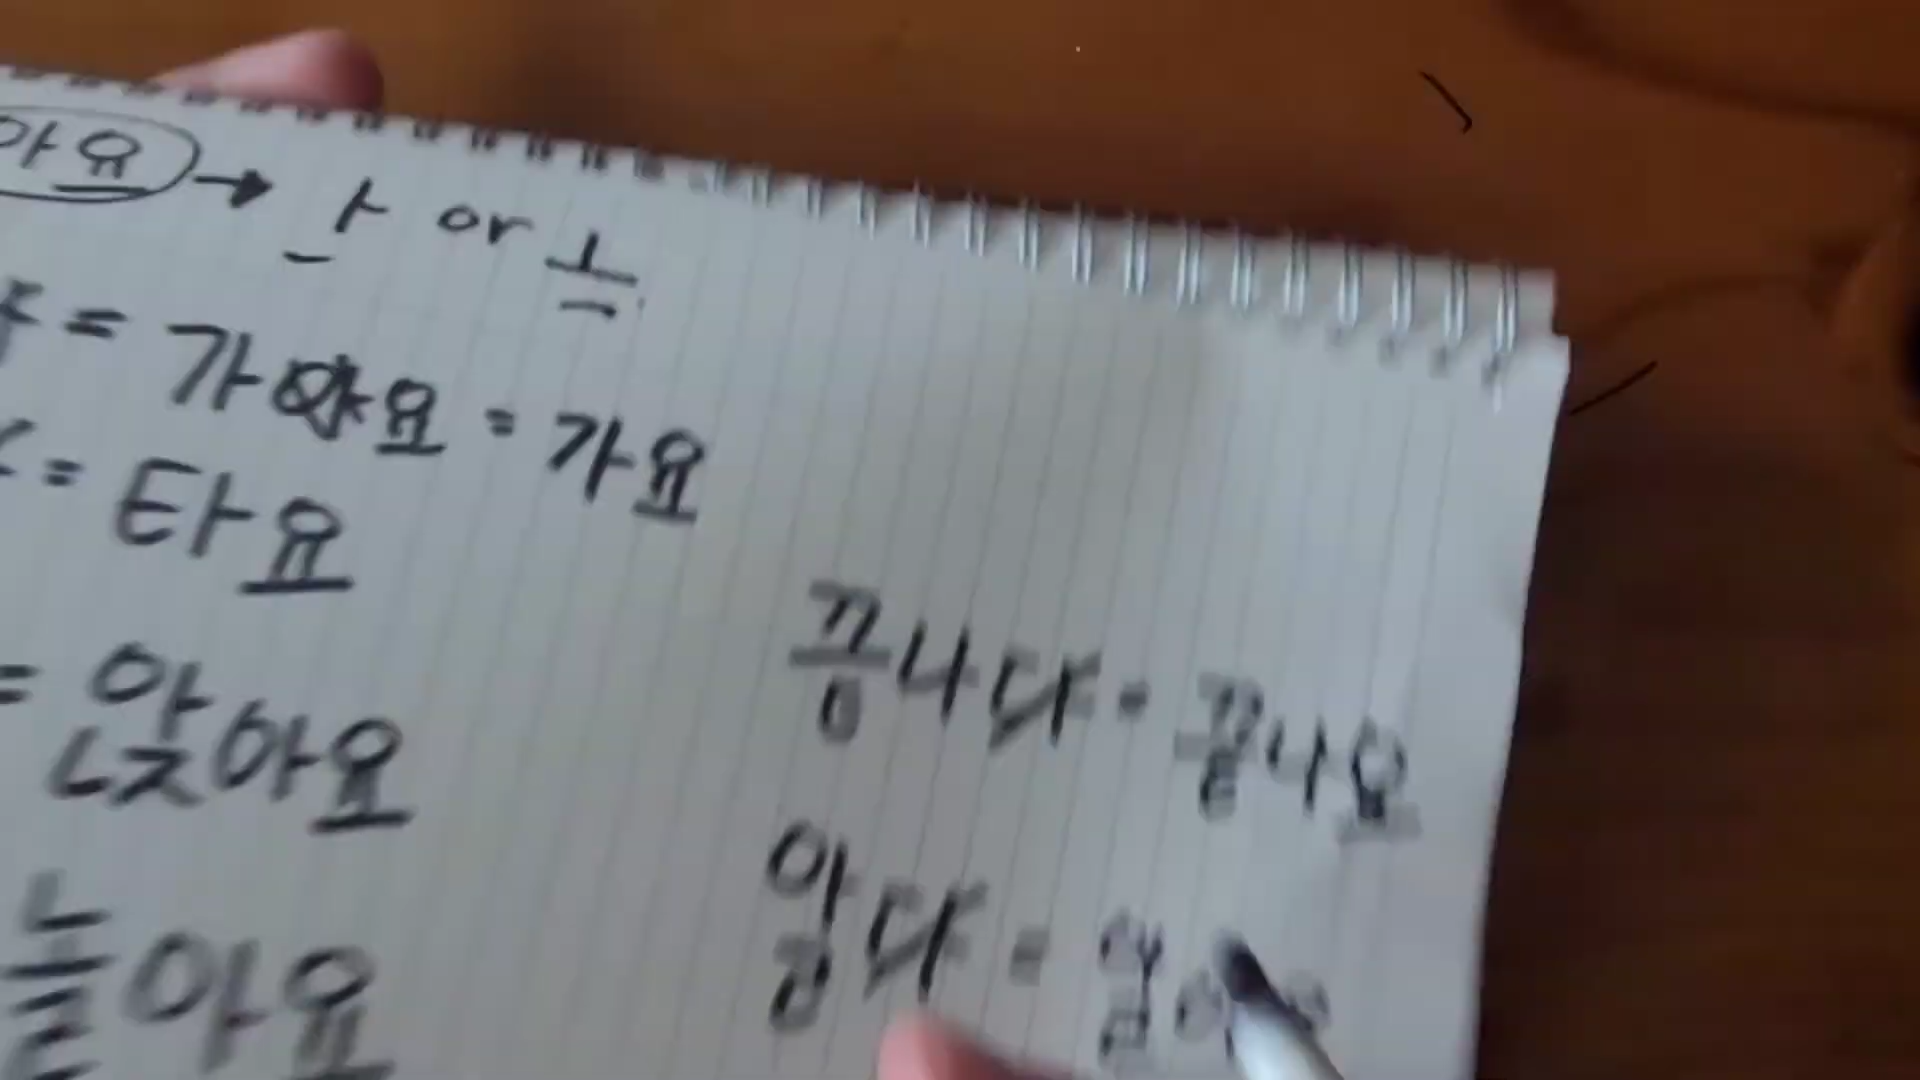 아요 → ㅏ or ㅗ
= 가아요 = 가요
= 타요
= 앉아요
놀아요
끝나다 = 끝나요
알다 =